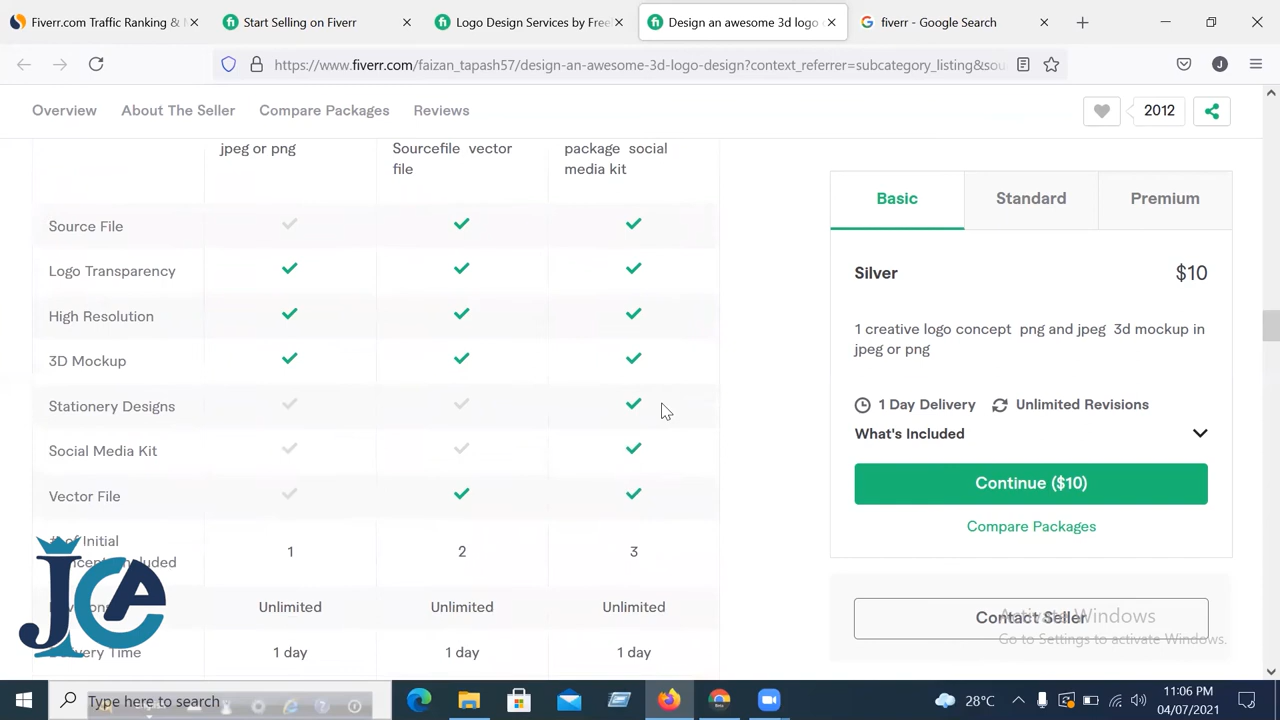 Fiverr.com Traffic Ranking &
Start Selling on Fiverr
Logo Design Services by Freel
Design an awesome 3d logo
fiverr - Google Search
https://www.fiverr.com/faizan_tapash57/design-an-awesome-3d-logo-design?context_referrer=subcategory_listing&sou
J
Overview
About The Seller
Compare Packages
Reviews
2012
jpeg or png
Sourcefile vector
file
package social
media kit
Source File
Logo Transparency
High Resolution
3D Mockup
Stationery Designs
Social Media Kit
Vector File
Initial
1
2
3
Unlimited
Unlimited
Unlimited
Time
1 day
1 day
1 day
Basic
Standard
Premium
Silver
$10
1 creative logo concept png and jpeg 3d mockup in
jpeg or png
1 Day Delivery
Unlimited Revisions
What's Included
Continue ($10)
Compare Packages
Contact Seller
Activate Windows
Go to Settings to activate Windows.
JCA
Type here to search
28°C
11:06 PM
04/07/2021